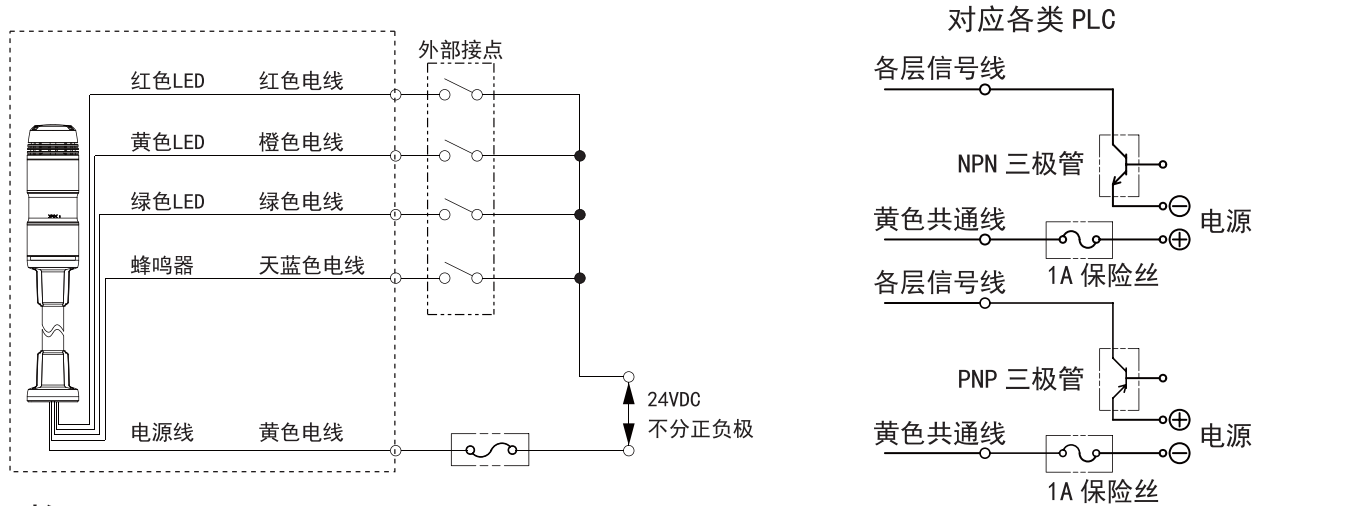 对应各类 PLC
外部接点
红色LED 红色电线
黄色LED 橙色电线
绿色LED 绿色电线
蜂鸣器 天蓝色电线
电源线 黄色电线
24VDC
不分正负极
各层信号线
NPN 三极管
黄色共通线
电源
1A 保险丝
各层信号线
PNP 三极管
黄色共通线
电源
1A 保险丝